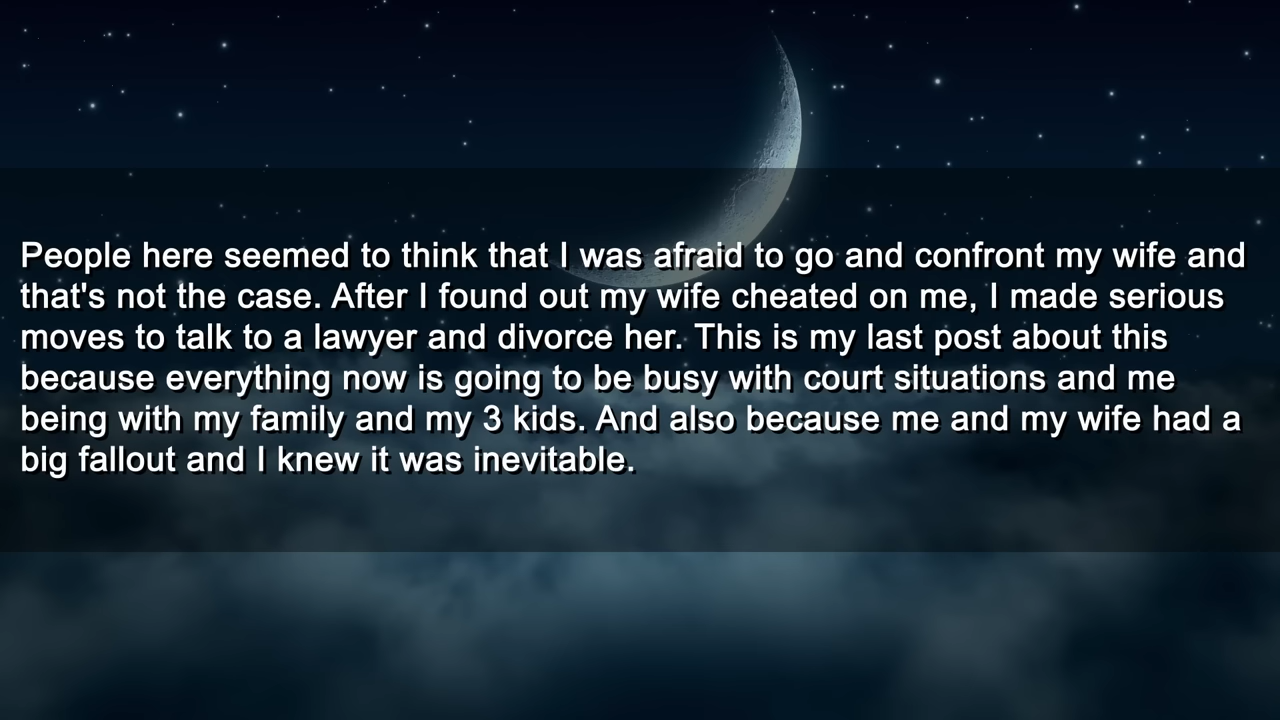 People here seemed to think that I was afraid to go and confront my wife and
that's not the case. After I found out my wife cheated on me, I made serious
moves to talk to a lawyer and divorce her. This is my last post about this
because everything now is going to be busy with court situations and me
being with my family and my 3 kids. And also because me and my wife had a
big fallout and I knew it was inevitable.